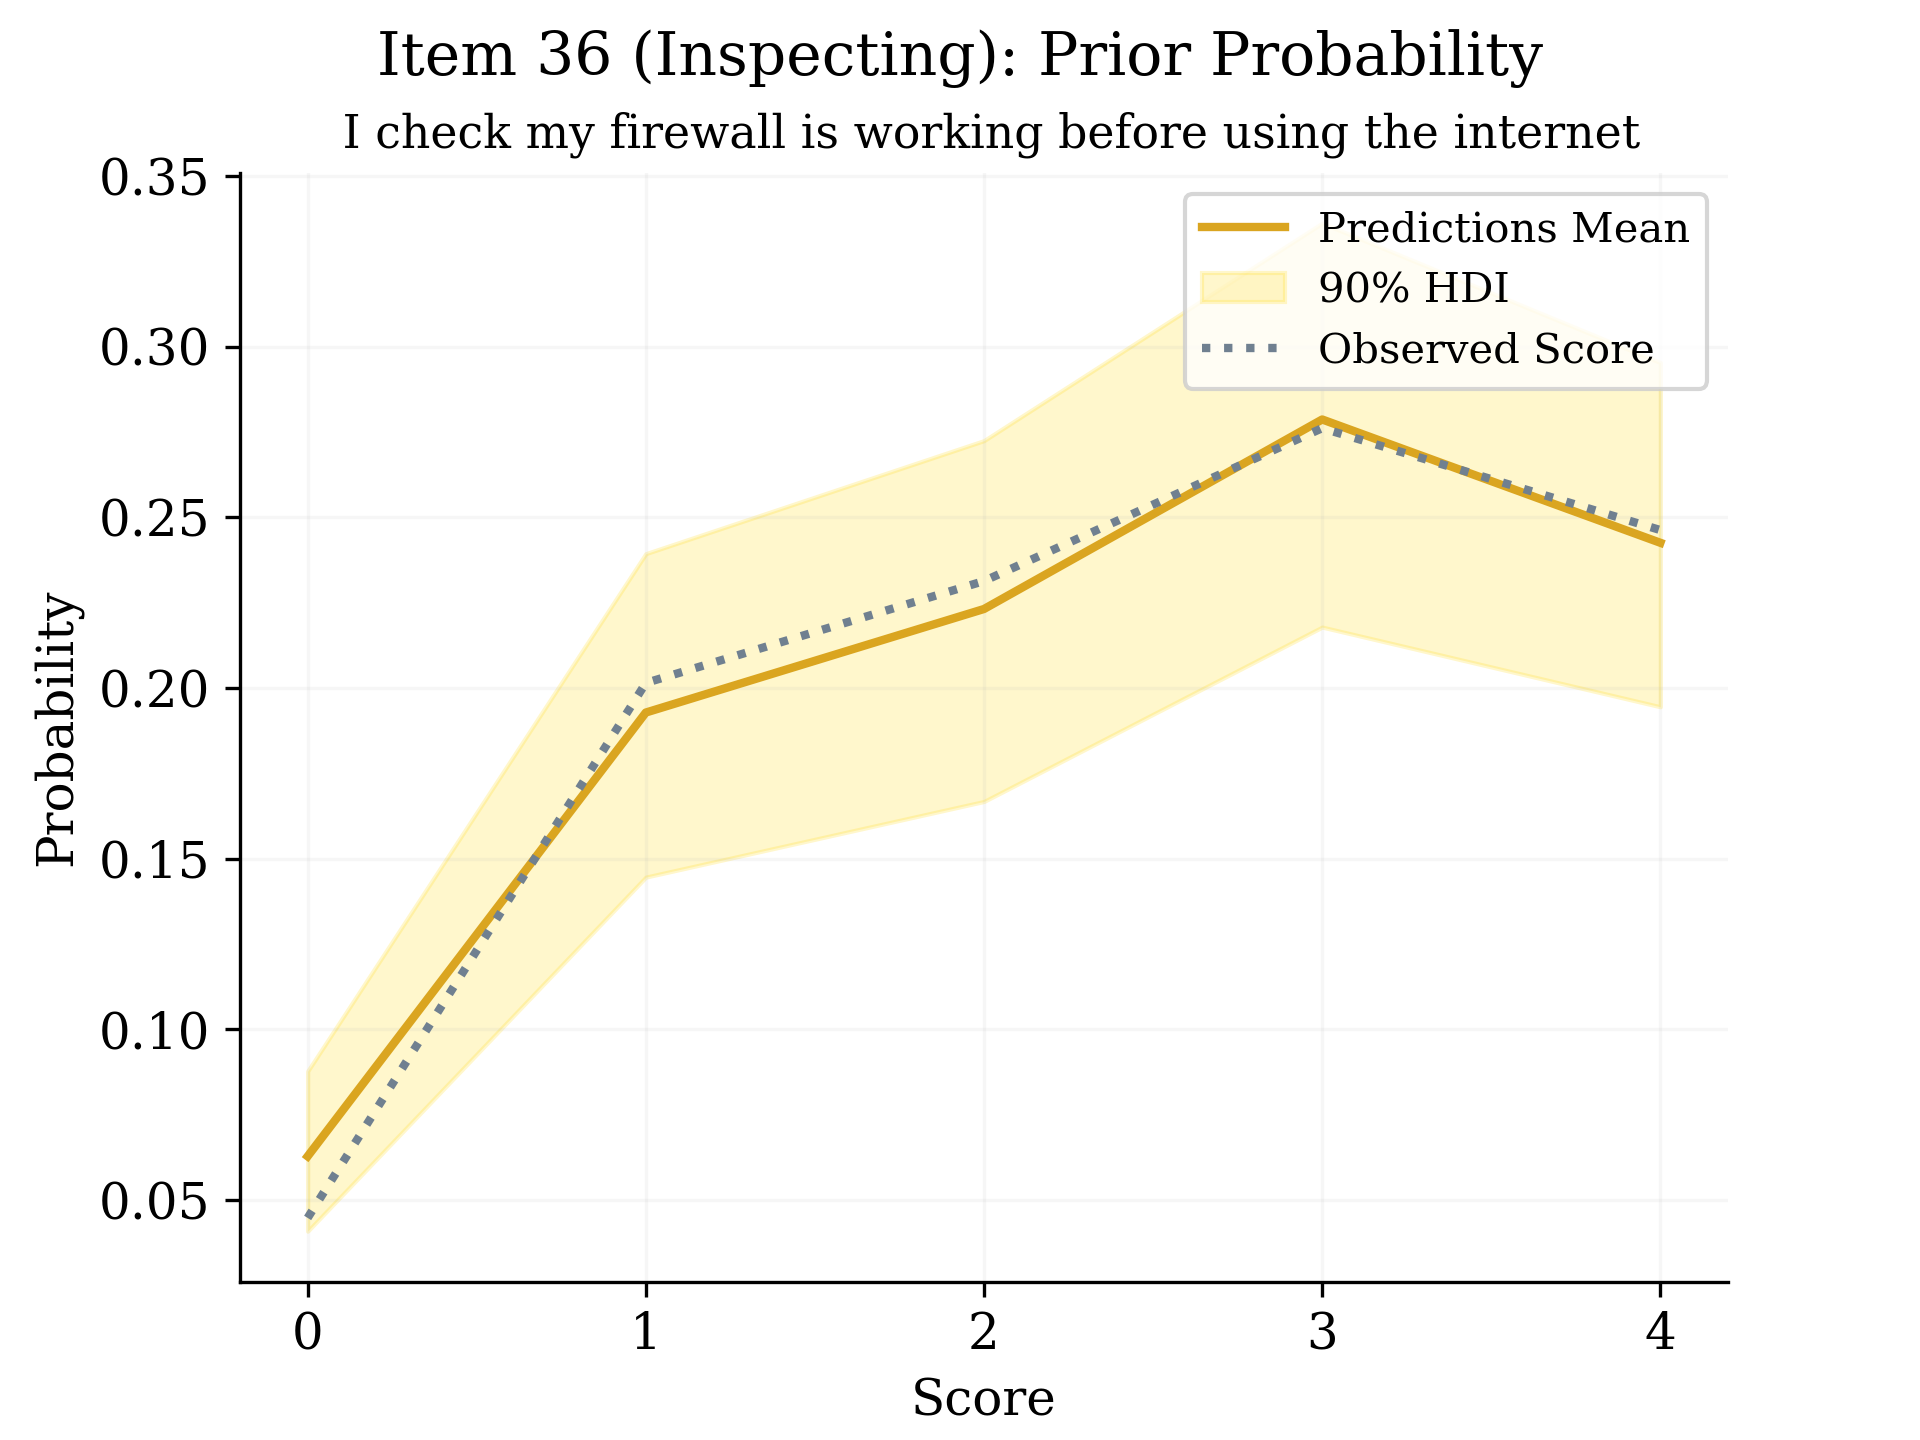 Item 36 (Inspecting): Prior Probability
I check my firewall is working before using the internet
Predictions Mean
90% HDI
Observed Score
0.35
0.30
0.25
0.20
0.15
0.10
0.05
Probability
0 1 2 3 4
Score